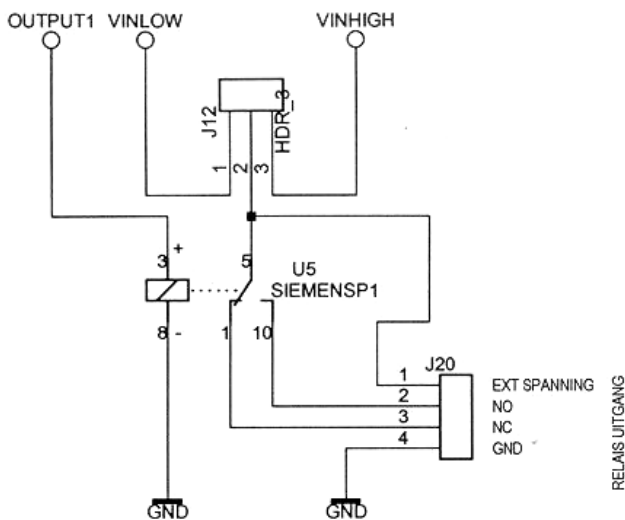 OUTPUT1 VINLOW VINHIGH
J12
HDR_3
1 2 3
3 +
5
U5
SIEMENSP1
8 -
1 10
J20
1 EXT SPANNING
2 NO
3 NC
4 GND
RELAIS UITGANG
GND GND